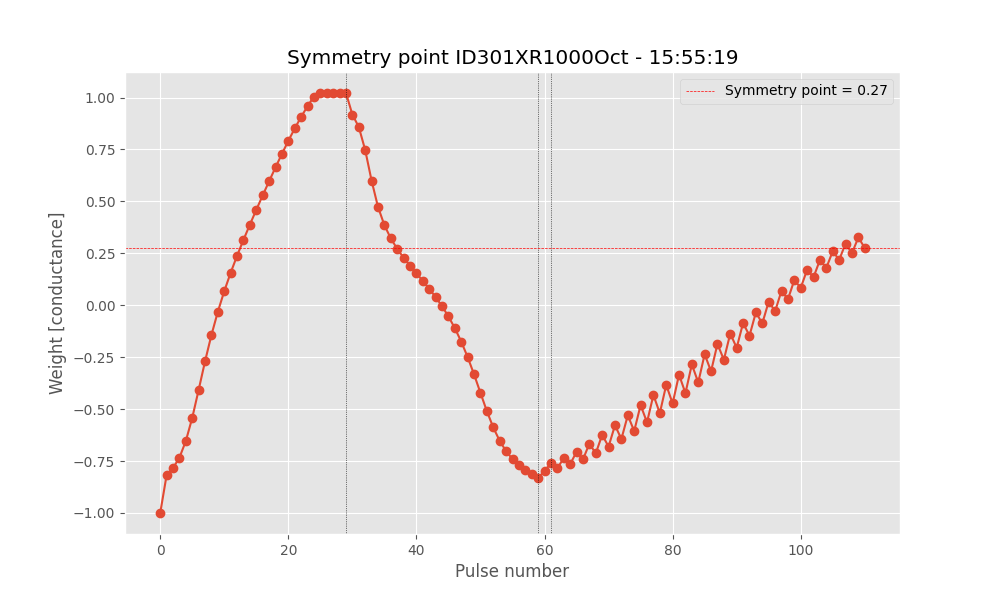 Symmetry point ID301XR1000Oct - 15:55:19
Symmetry point = 0.27
1.00
0.75
0.50
0.25
0.00
−0.25
−0.50
−0.75
−1.00
Weight [conductance]
0 20 40 60 80 100
Pulse number